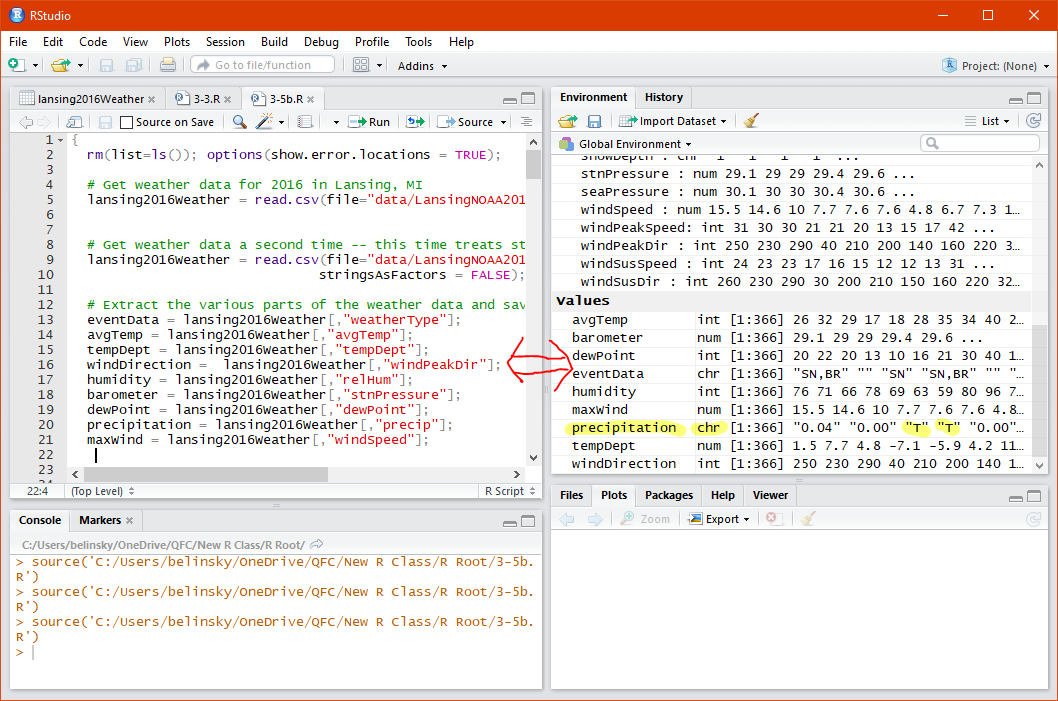 RStudio
File Edit Code View Plots Session Build Debug Profile Tools Help
Go to file/function Addins Project: (None)
lansing2016Weather 3-3.R 3-5b.R
Source on Save Run Source
1 {
2 rm(list=ls()); options(show.error.locations = TRUE);
3
4 # Get weather data for 2016 in Lansing, MI
5 lansing2016Weather = read.csv(file="data/LansingNOAA201
6
7
8 # Get weather data a second time -- this time treats st
9 lansing2016Weather = read.csv(file="data/LansingNOAA201
10 stringsAsFactors = FALSE);
11
12 # Extract the various parts of the weather data and sav
13 eventData = lansing2016Weather[,"weatherType"];
14 avgTemp = lansing2016Weather[,"avgTemp"];
15 tempDept = lansing2016Weather[,"tempDept"];
16 windDirection = lansing2016Weather[,"windPeakDir"];
17 humidity = lansing2016Weather[,"relHum"];
18 barometer = lansing2016Weather[,"stnPressure"];
19 dewPoint = lansing2016Weather[,"dewPoint"];
20 precipitation = lansing2016Weather[,"precip"];
21 maxWind = lansing2016Weather[,"windSpeed"];
22
23
22:4 (Top Level) R Script
Console Markers
C:/Users/belinsky/OneDrive/QFC/New R Class/R Root/
> source('C:/Users/belinsky/OneDrive/QFC/New R Class/R Root/3-5b.
R')
> source('C:/Users/belinsky/OneDrive/QFC/New R Class/R Root/3-5b.
R')
> source('C:/Users/belinsky/OneDrive/QFC/New R Class/R Root/3-5b.
R')
>
Environment History
Import Dataset List
Global Environment
stnPressure : num 29.1 29 29 29.4 29.6 ...
seaPressure : num 30.1 30 30 30.4 30.6 ...
windSpeed : num 15.5 14.6 10 7.7 7.6 7.6 4.8 6.7 7.3 1...
windPeakSpeed: int 31 30 30 21 21 20 13 15 17 42 ...
windPeakDir : int 250 230 290 40 210 200 140 160 220 3...
windSusSpeed : int 24 23 23 17 16 15 12 12 13 31 ...
windSusDir : int 260 230 290 30 200 210 150 160 220 32...
Values
avgTemp int [1:366] 26 32 29 17 18 28 35 34 40 2...
barometer num [1:366] 29.1 29 29 29.4 29.6 ...
dewPoint int [1:366] 20 22 20 13 10 16 21 30 40 1...
eventData chr [1:366] "SN,BR" "" "SN" "SN,BR" "" "" "...
humidity int [1:366] 76 71 66 78 69 63 59 80 96 7...
maxWind num [1:366] 15.5 14.6 10 7.7 7.6 7.6 4.8...
precipitation chr [1:366] "0.04" "0.00" "T" "T" "0.00"...
tempDept num [1:366] 1.5 7.7 4.8 -7.1 -5.9 4.2 11...
windDirection int [1:366] 250 230 290 40 210 200 140 1...
Files Plots Packages Help Viewer
Zoom Export